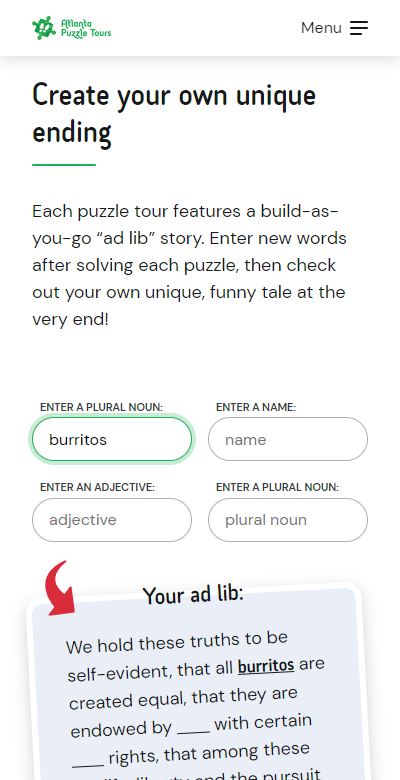 Atlanta
Puzzle Tours
Menu
Create your own unique
ending
Each puzzle tour features a build-as-
you-go “ad lib” story. Enter new words
after solving each puzzle, then check
out your own unique, funny tale at the
very end!
ENTER A PLURAL NOUN:
ENTER A NAME:
burritos
name
ENTER AN ADJECTIVE:
ENTER A PLURAL NOUN:
adjective
plural noun
Your ad lib:
We hold these truths to be
self-evident, that all burritos are
created equal, that they are
endowed by ____ with certain
____ rights, that among these
liberty and the pursuit